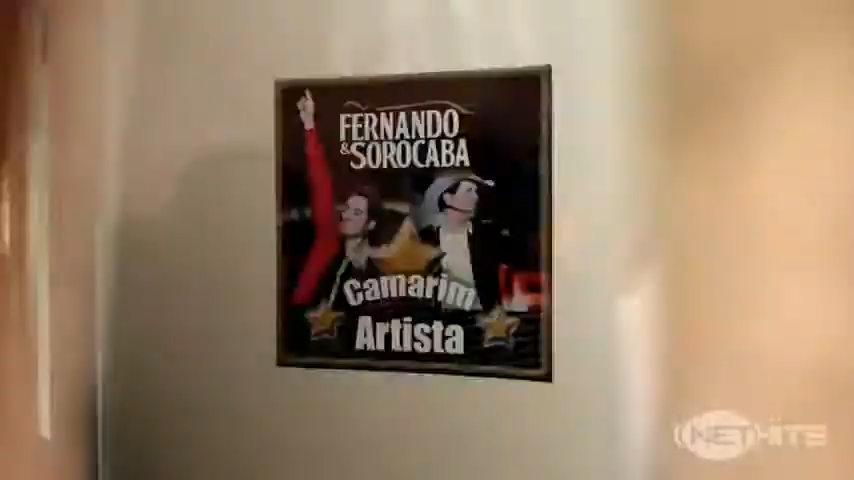 FERNANDO
& SOROCABA
Camarim
Artista
NETHITS